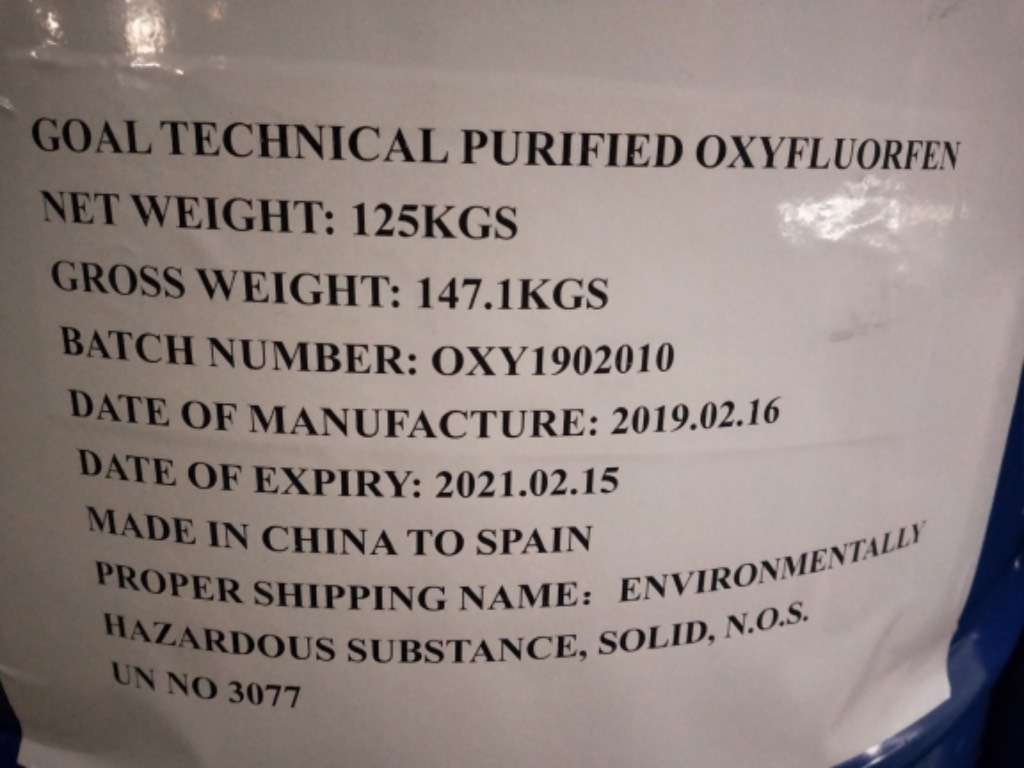 GOAL TECHNICAL PURIFIED OXYFLUORFEN
NET WEIGHT: 125KGS
GROSS WEIGHT: 147.1KGS
BATCH NUMBER: OXY1902010
DATE OF MANUFACTURE: 2019.02.16
DATE OF EXPIRY: 2021.02.15
MADE IN CHINA TO SPAIN
PROPER SHIPPING NAME: ENVIRONMENTALLY
HAZARDOUS SUBSTANCE, SOLID, N.O.S.
UN NO 3077